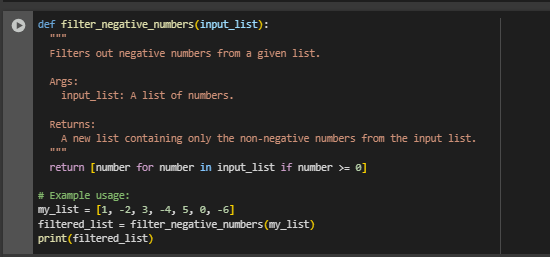 def filter_negative_numbers(input_list):
  """
  Filters out negative numbers from a given list.

  Args:
    input_list: A list of numbers.

  Returns:
    A new list containing only the non-negative numbers from the input list.
  """
  return [number for number in input_list if number >= 0]

# Example usage:
my_list = [1, -2, 3, -4, 5, 0, -6]
filtered_list = filter_negative_numbers(my_list)
print(filtered_list)